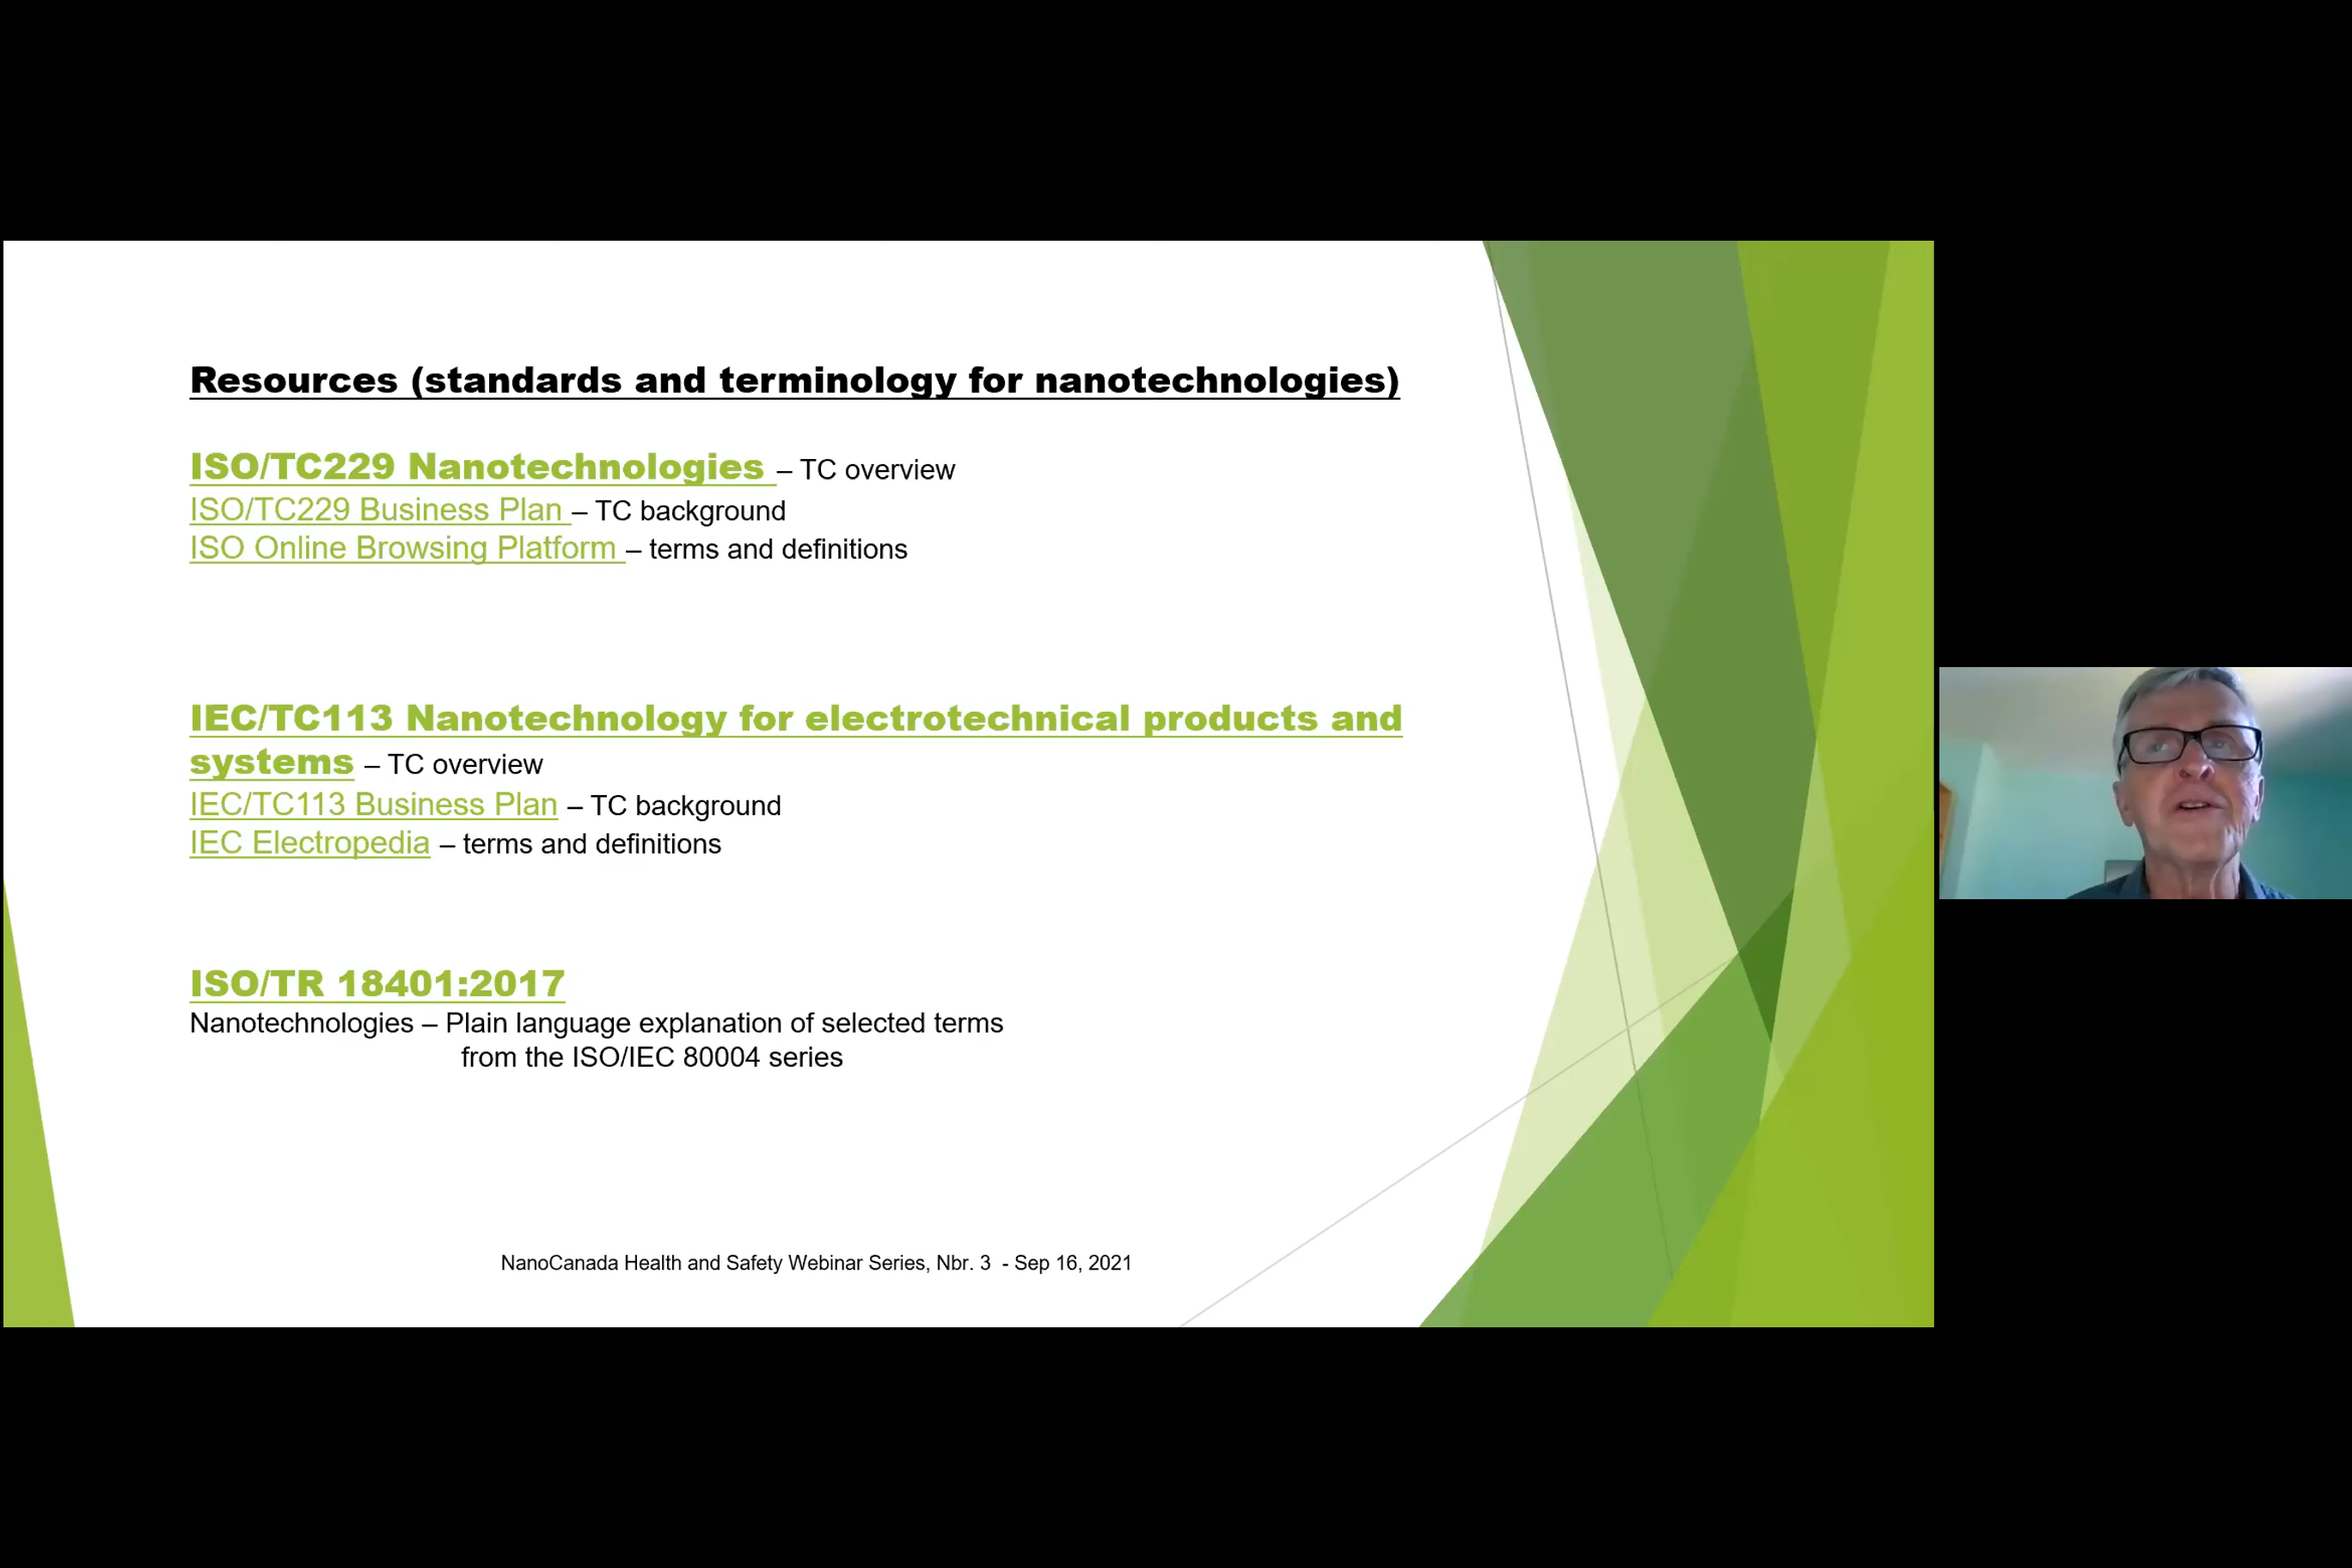 Resources (standards and terminology for nanotechnologies)
ISO/TC229 Nanotechnologies – TC overview
ISO/TC229 Business Plan – TC background
ISO Online Browsing Platform – terms and definitions
IEC/TC113 Nanotechnology for electrotechnical products and
systems – TC overview
IEC/TC113 Business Plan – TC background
IEC Electropedia – terms and definitions
ISO/TR 18401:2017
Nanotechnologies – Plain language explanation of selected terms
from the ISO/IEC 80004 series
NanoCanada Health and Safety Webinar Series, Nbr. 3 - Sep 16, 2021